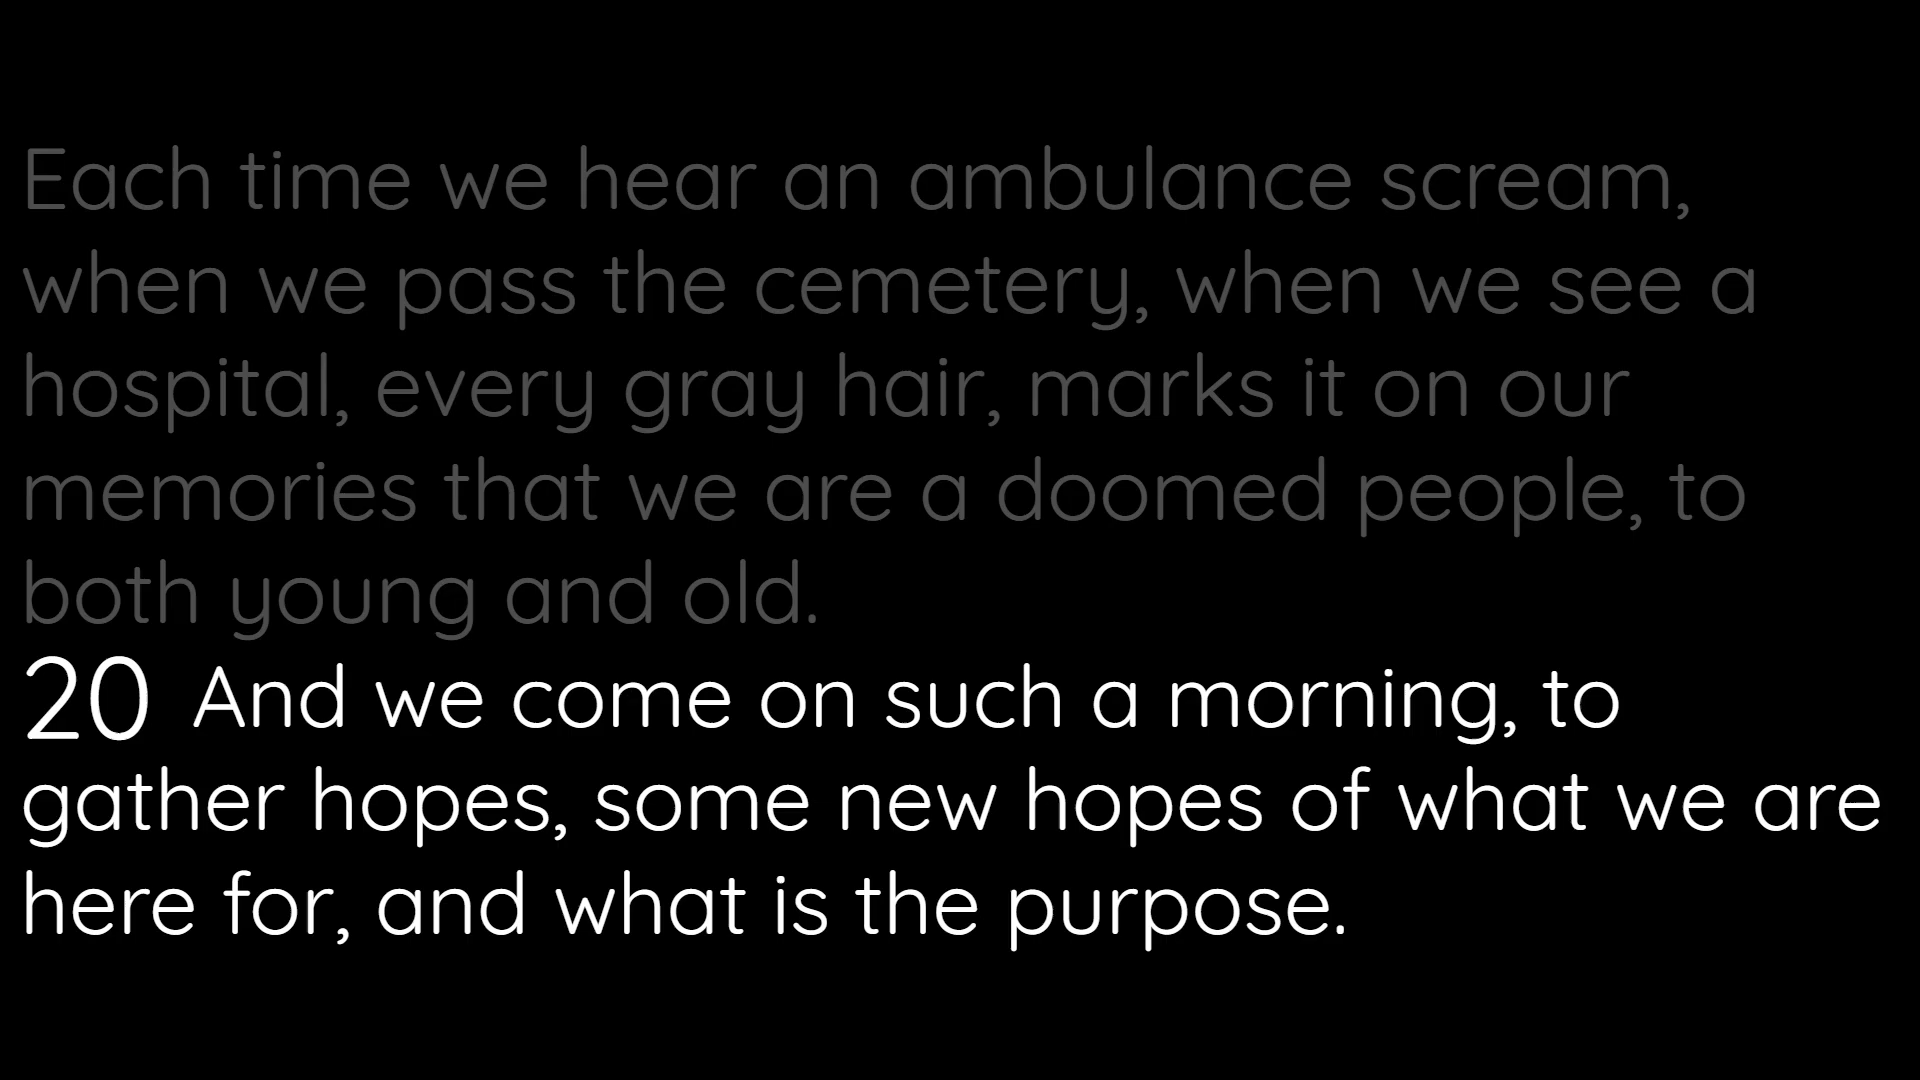 Each time we hear an ambulance scream,
when we pass the cemetery, when we see a
hospital, every gray hair, marks it on our
memories that we are a doomed people, to
both young and old.
20 And we come on such a morning, to
gather hopes, some new hopes of what we are
here for, and what is the purpose.